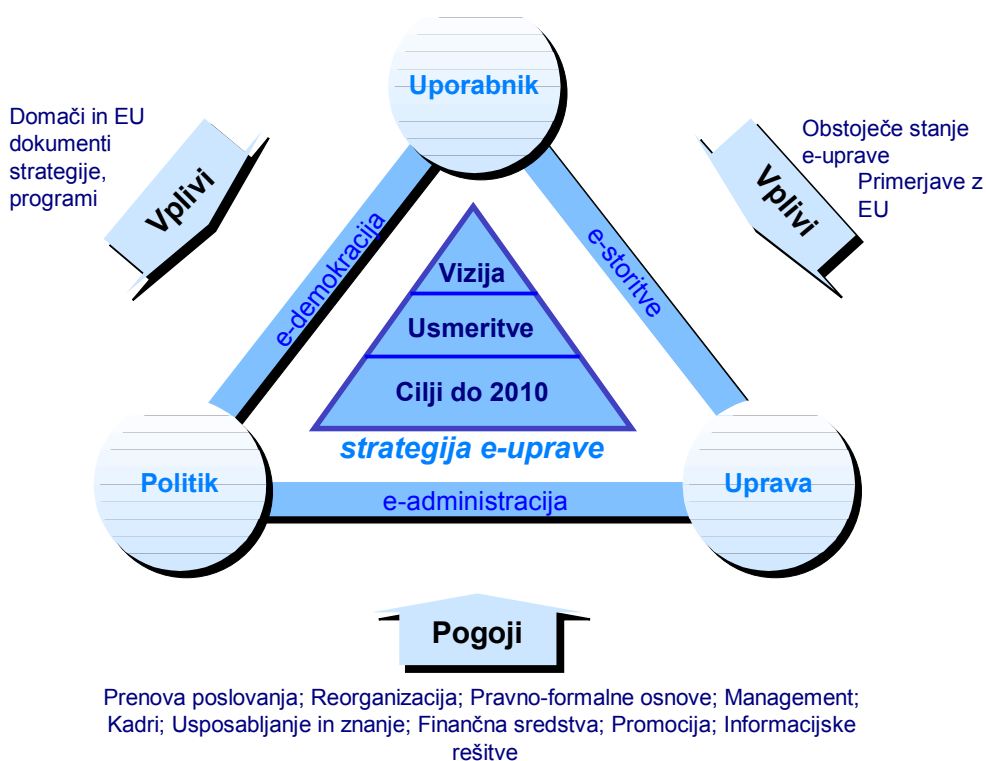 Uporabnik
Domači in EU
dokumenti
strategije,
programi
Vplivi
Obstoječe stanje
e-uprave
Primerjave z
EU
Vplivi
e-demokracija
e-storitve
Vizija
Usmeritve
Cilji do 2010
strategija e-uprave
Politik
e-administracija
Uprava
Pogoji
Prenova poslovanja; Reorganizacija; Pravno-formalne osnove; Management;
Kadri; Usposabljanje in znanje; Finančna sredstva; Promocija; Informacijske
rešitve